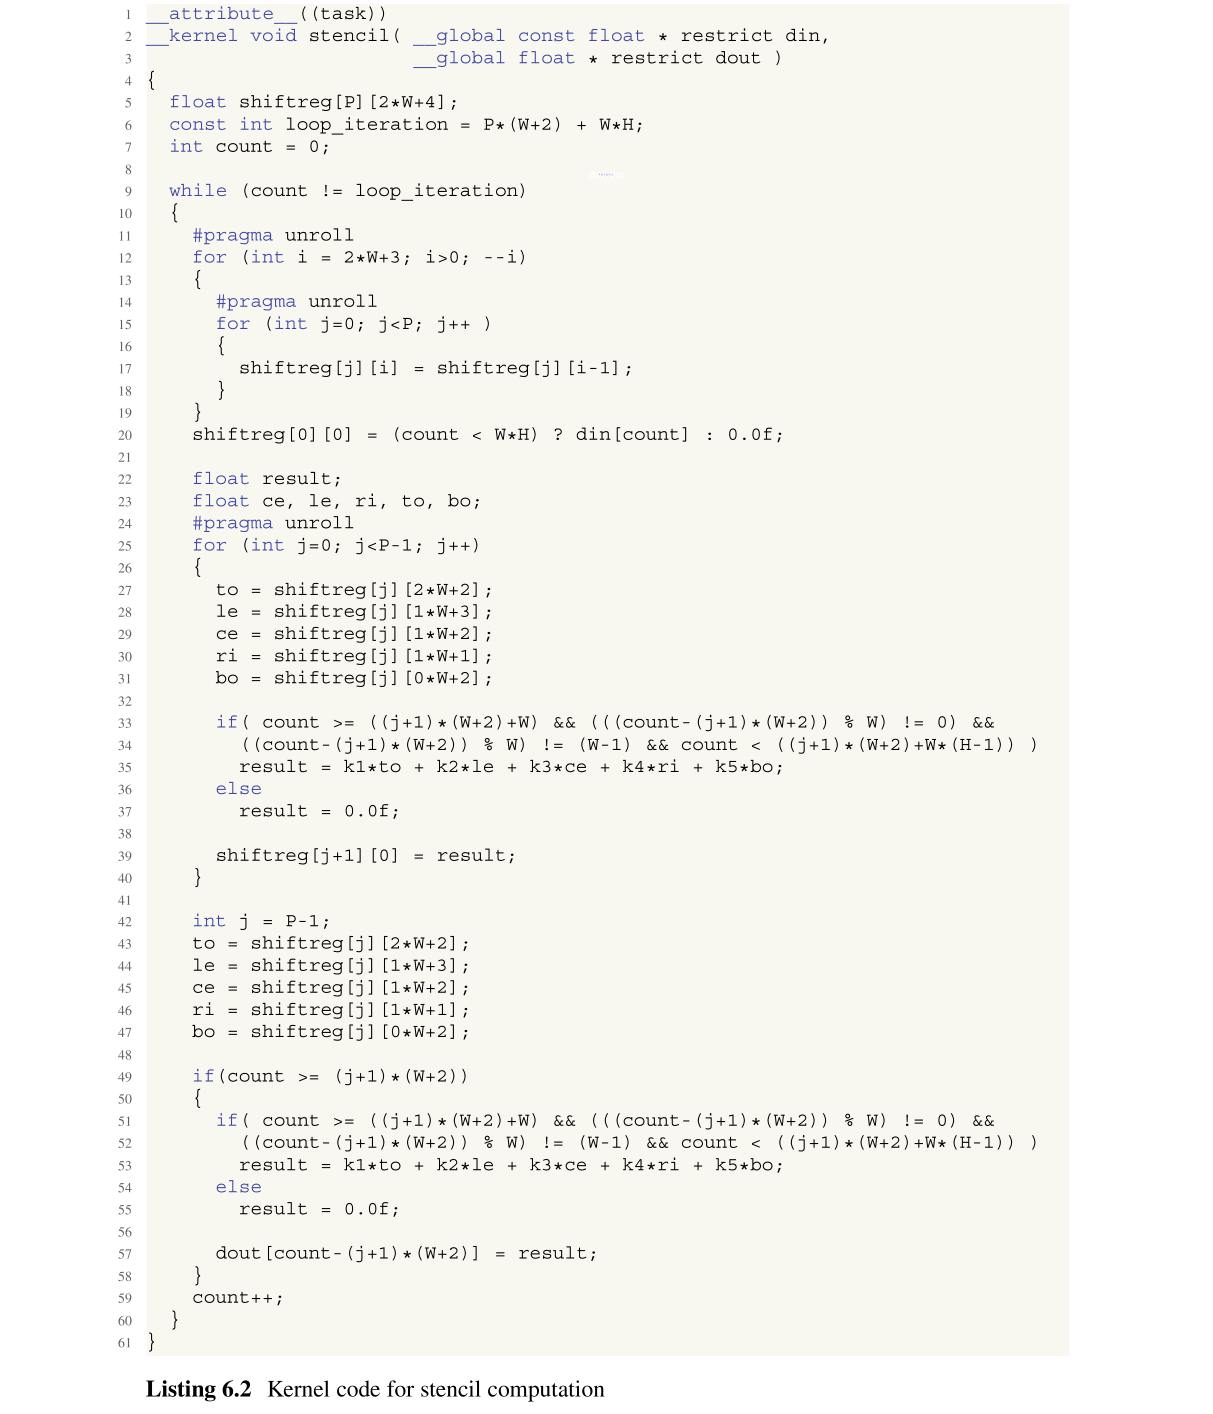 1 __attribute__((task))
2 __kernel void stencil( __global const float * restrict din,
3 __global float * restrict dout )
4 {
5 float shiftreg[P][2*W+4];
6 const int loop_iteration = P*(W+2) + W*H;
7 int count = 0;
8
9 while (count != loop_iteration)
10 {
11 #pragma unroll
12 for (int i = 2*W+3; i>0; --i)
13 {
14 #pragma unroll
15 for (int j=0; j<P; j++ )
16 {
17 shiftreg[j][i] = shiftreg[j][i-1];
18 }
19 }
20 shiftreg[0][0] = (count < W*H) ? din[count] : 0.0f;
21
22 float result;
23 float ce, le, ri, to, bo;
24 #pragma unroll
25 for (int j=0; j<P-1; j++)
26 {
27 to = shiftreg[j][2*W+2];
28 le = shiftreg[j][1*W+3];
29 ce = shiftreg[j][1*W+2];
30 ri = shiftreg[j][1*W+1];
31 bo = shiftreg[j][0*W+2];
32
33 if( count >= ((j+1)*(W+2)+W) && (((count-(j+1)*(W+2)) % W) != 0) &&
34 ((count-(j+1)*(W+2)) % W) != (W-1) && count < ((j+1)*(W+2)+W*(H-1)) )
35 result = k1*to + k2*le + k3*ce + k4*ri + k5*bo;
36 else
37 result = 0.0f;
38
39 shiftreg[j+1][0] = result;
40 }
41
42 int j = P-1;
43 to = shiftreg[j][2*W+2];
44 le = shiftreg[j][1*W+3];
45 ce = shiftreg[j][1*W+2];
46 ri = shiftreg[j][1*W+1];
47 bo = shiftreg[j][0*W+2];
48
49 if(count >= (j+1)*(W+2))
50 {
51 if( count >= ((j+1)*(W+2)+W) && (((count-(j+1)*(W+2)) % W) != 0) &&
52 ((count-(j+1)*(W+2)) % W) != (W-1) && count < ((j+1)*(W+2)+W*(H-1)) )
53 result = k1*to + k2*le + k3*ce + k4*ri + k5*bo;
54 else
55 result = 0.0f;
56
57 dout[count-(j+1)*(W+2)] = result;
58 }
59 count++;
60 }
61 }
Listing 6.2 Kernel code for stencil computation